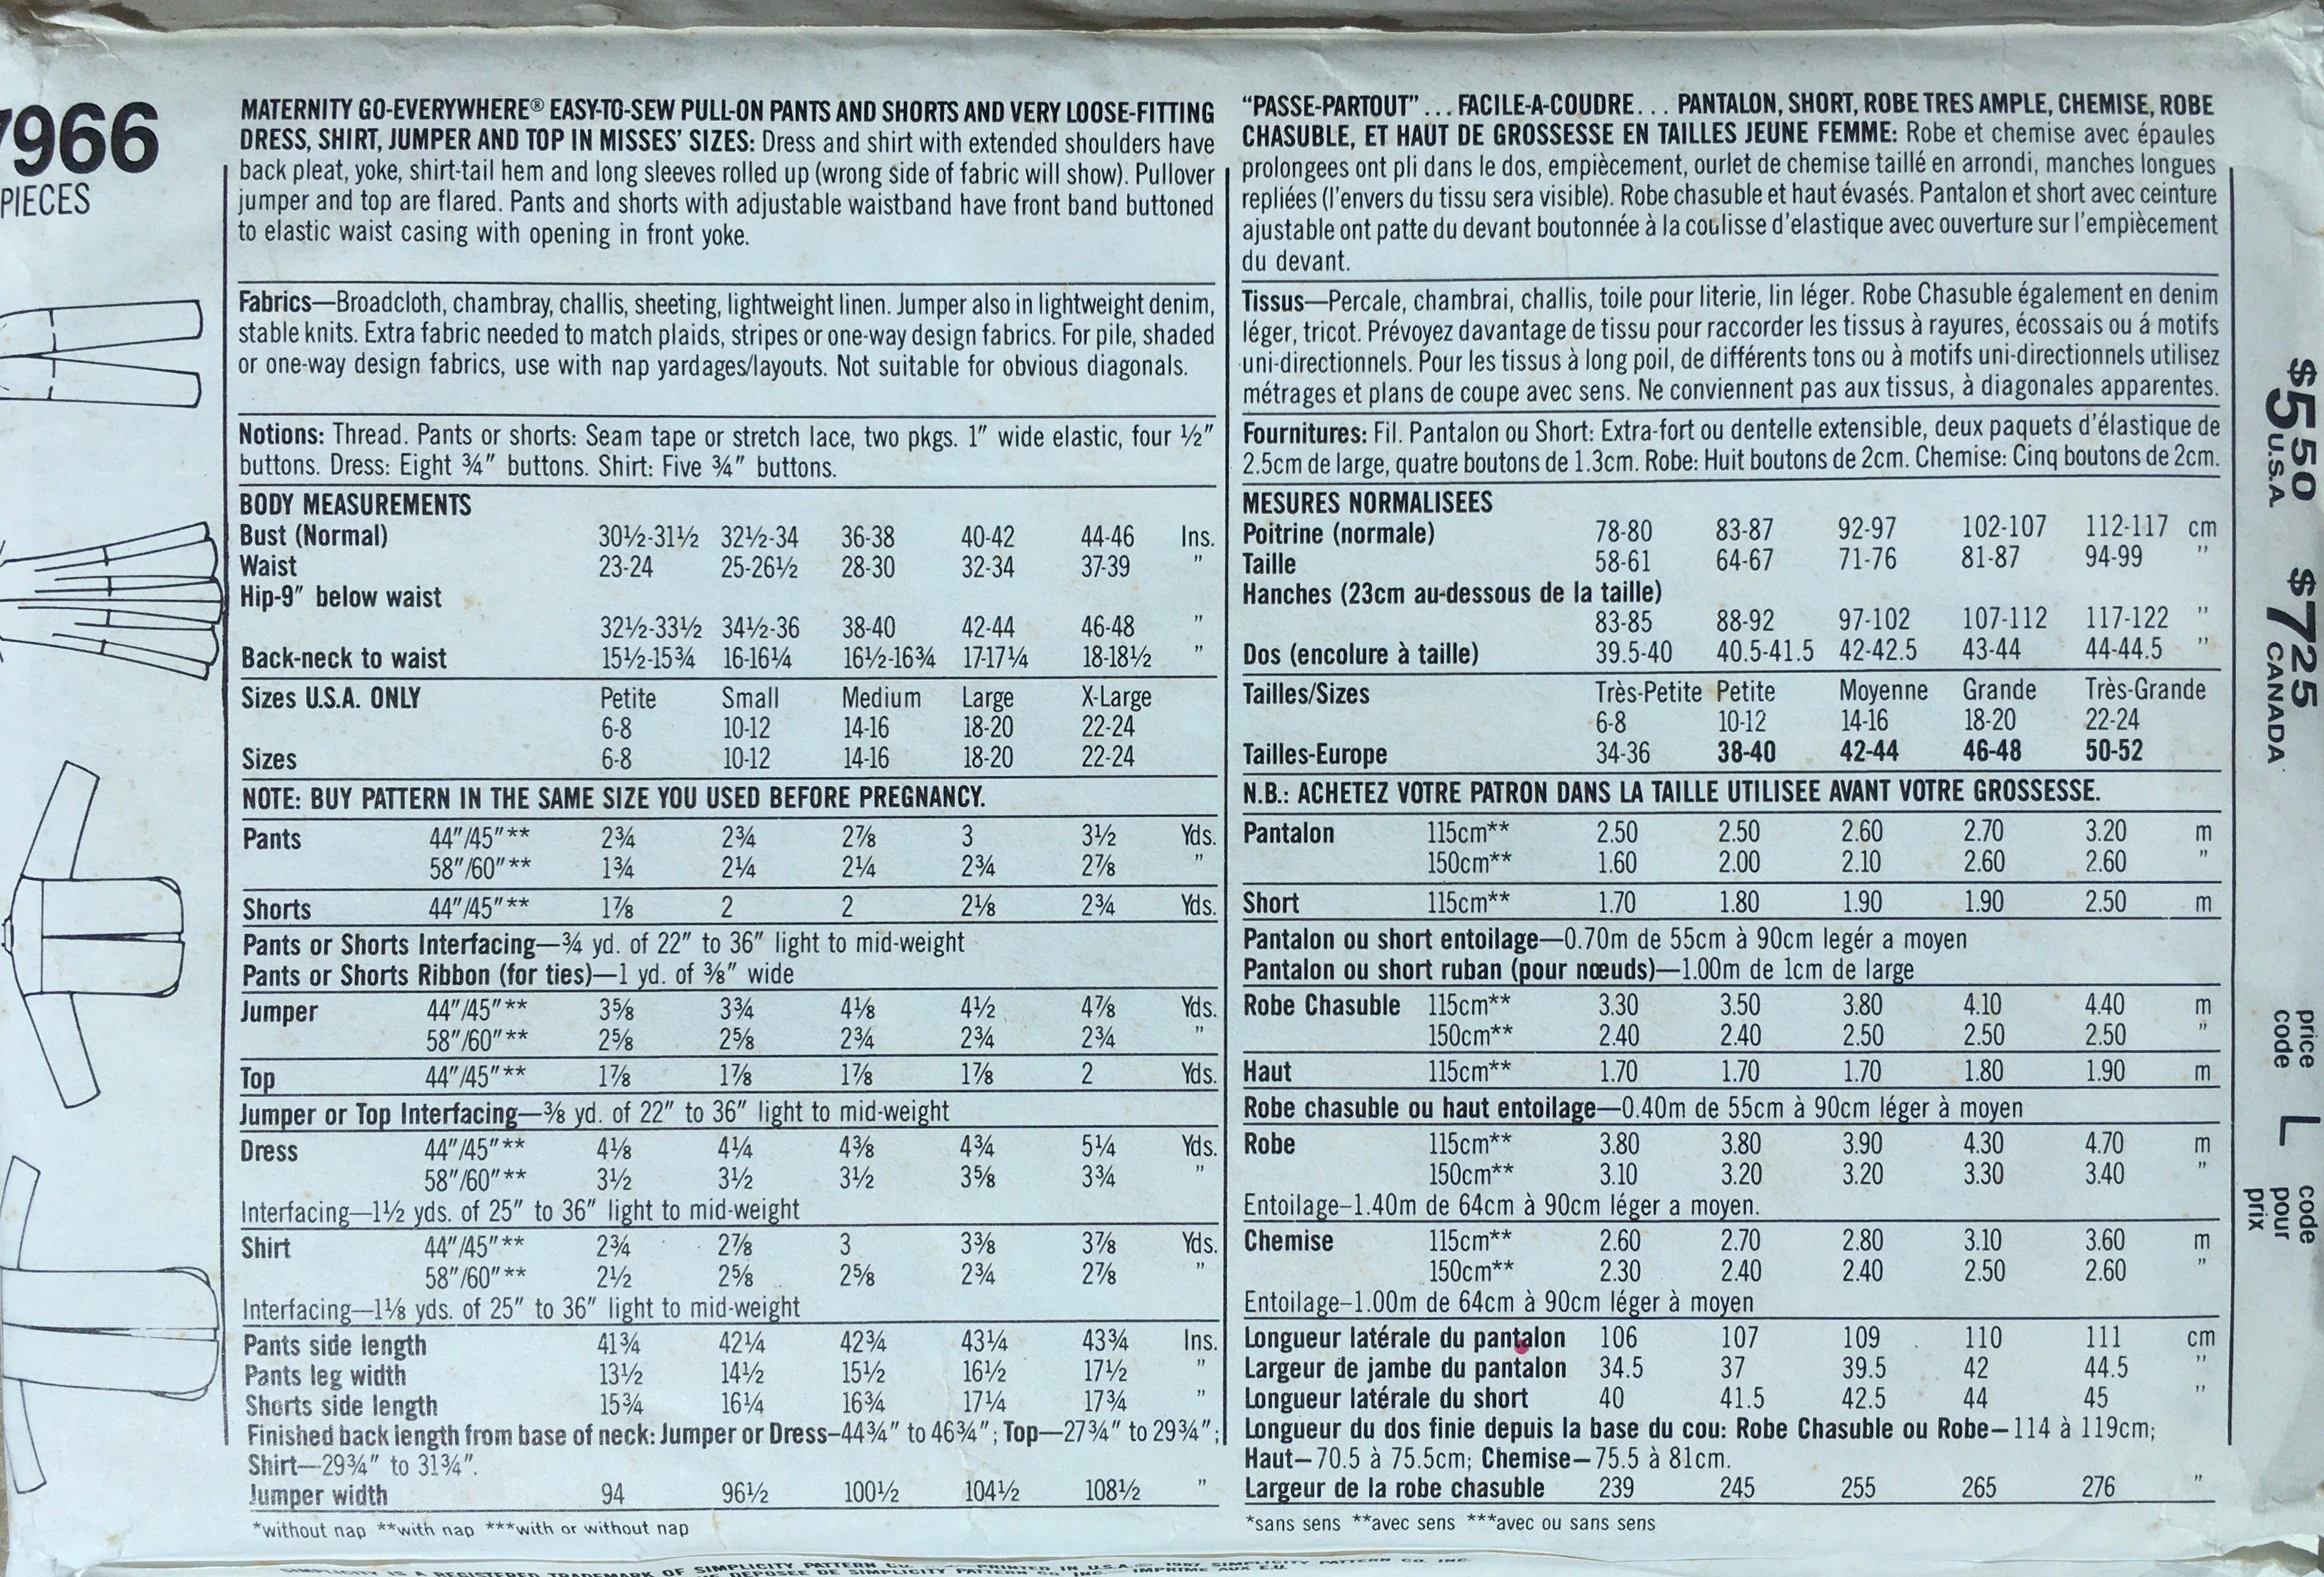 7966
PIECES
MATERNITY GO-EVERYWHERE® EASY-TO-SEW PULL-ON PANTS AND SHORTS AND VERY LOOSE-FITTING
DRESS, SHIRT, JUMPER AND TOP IN MISSES' SIZES: Dress and shirt with extended shoulders have
back pleat, yoke, shirt-tail hem and long sleeves rolled up (wrong side of fabric will show). Pullover
jumper and top are flared. Pants and shorts with adjustable waistband have front band buttoned
to elastic waist casing with opening in front yoke.
Fabrics—Broadcloth, chambray, challis, sheeting, lightweight linen. Jumper also in lightweight denim,
stable knits. Extra fabric needed to match plaids, stripes or one-way design fabrics. For pile, shaded
or one-way design fabrics, use with nap yardages/layouts. Not suitable for obvious diagonals.
Notions: Thread. Pants or shorts: Seam tape or stretch lace, two pkgs. 1″ wide elastic, four ½″
buttons. Dress: Eight ¾″ buttons. Shirt: Five ¾″ buttons.
BODY MEASUREMENTS
Bust (Normal) 30½-31½ 32½-34 36-38 40-42 44-46 Ins.
Waist 23-24 25-26½ 28-30 32-34 37-39 ″
Hip-9″ below waist
32½-33½ 34½-36 38-40 42-44 46-48 ″
Back-neck to waist 15½-15¾ 16-16¼ 16½-16¾ 17-17¼ 18-18½ ″
Sizes U.S.A. ONLY Petite Small Medium Large X-Large
6-8 10-12 14-16 18-20 22-24
Sizes 6-8 10-12 14-16 18-20 22-24
NOTE: BUY PATTERN IN THE SAME SIZE YOU USED BEFORE PREGNANCY.
Pants 44″/45″** 2¾ 2¾ 2⅞ 3 3½ Yds.
58″/60″** 1¾ 2¼ 2¼ 2¾ 2⅞ ″
Shorts 44″/45″** 1⅞ 2 2 2⅛ 2¾ Yds.
Pants or Shorts Interfacing—¾ yd. of 22″ to 36″ light to mid-weight
Pants or Shorts Ribbon (for ties)—1 yd. of ⅜″ wide
Jumper 44″/45″** 3⅝ 3¾ 4⅛ 4½ 4⅞ Yds.
58″/60″** 2⅝ 2⅝ 2¾ 2¾ 2¾ ″
Top 44″/45″** 1⅞ 1⅞ 1⅞ 1⅞ 2 Yds.
Jumper or Top Interfacing—⅜ yd. of 22″ to 36″ light to mid-weight
Dress 44″/45″** 4⅛ 4¼ 4⅜ 4¾ 5¼ Yds.
58″/60″** 3½ 3½ 3½ 3⅝ 3¾ ″
Interfacing—1½ yds. of 25″ to 36″ light to mid-weight
Shirt 44″/45″** 2¾ 2⅞ 3 3⅜ 3⅞ Yds.
58″/60″** 2½ 2⅝ 2⅝ 2¾ 2⅞ ″
Interfacing—1⅛ yds. of 25″ to 36″ light to mid-weight
Pants side length 41¾ 42¼ 42¾ 43¼ 43¾ Ins.
Pants leg width 13½ 14½ 15½ 16½ 17½ ″
Shorts side length 15¾ 16¼ 16¾ 17¼ 17¾ ″
Finished back length from base of neck: Jumper or Dress–44¾″ to 46¾″; Top—27¾″ to 29¾″;
Shirt—29¾″ to 31¾″.
Jumper width 94 96½ 100½ 104½ 108½ ″
*without nap **with nap ***with or without nap
"PASSE-PARTOUT" ... FACILE-A-COUDRE... PANTALON, SHORT, ROBE TRES AMPLE, CHEMISE, ROBE
CHASUBLE, ET HAUT DE GROSSESSE EN TAILLES JEUNE FEMME: Robe et chemise avec épaules
prolongees ont pli dans le dos, empiècement, ourlet de chemise taillé en arrondi, manches longues
repliées (l'envers du tissu sera visible). Robe chasuble et haut évasés. Pantalon et short avec ceinture
ajustable ont patte du devant boutonnée à la coulisse d'elastique avec ouverture sur l'empiècement
du devant.
Tissus—Percale, chambrai, challis, toile pour literie, lin léger. Robe Chasuble également en denim
léger, tricot. Prévoyez davantage de tissu pour raccorder les tissus à rayures, écossais ou á motifs
uni-directionnels. Pour les tissus à long poil, de différents tons ou à motifs uni-directionnels utilisez
métrages et plans de coupe avec sens. Ne conviennent pas aux tissus, à diagonales apparentes.
Fournitures: Fil. Pantalon ou Short: Extra-fort ou dentelle extensible, deux paquets d'élastique de
2.5cm de large, quatre boutons de 1.3cm. Robe: Huit boutons de 2cm. Chemise: Cinq boutons de 2cm.
MESURES NORMALISEES
Poitrine (normale) 78-80 83-87 92-97 102-107 112-117 cm
Taille 58-61 64-67 71-76 81-87 94-99 ″
Hanches (23cm au-dessous de la taille)
83-85 88-92 97-102 107-112 117-122 ″
Dos (encolure à taille) 39.5-40 40.5-41.5 42-42.5 43-44 44-44.5 ″
Tailles/Sizes Très-Petite Petite Moyenne Grande Très-Grande
6-8 10-12 14-16 18-20 22-24
Tailles-Europe 34-36 38-40 42-44 46-48 50-52
N.B.: ACHETEZ VOTRE PATRON DANS LA TAILLE UTILISEE AVANT VOTRE GROSSESSE.
Pantalon 115cm** 2.50 2.50 2.60 2.70 3.20 m
150cm** 1.60 2.00 2.10 2.60 2.60 ″
Short 115cm** 1.70 1.80 1.90 1.90 2.50 m
Pantalon ou short entoilage—0.70m de 55cm à 90cm legér a moyen
Pantalon ou short ruban (pour nœuds)—1.00m de 1cm de large
Robe Chasuble 115cm** 3.30 3.50 3.80 4.10 4.40 m
150cm** 2.40 2.40 2.50 2.50 2.50 ″
Haut 115cm** 1.70 1.70 1.70 1.80 1.90 m
Robe chasuble ou haut entoilage—0.40m de 55cm à 90cm léger à moyen
Robe 115cm** 3.80 3.80 3.90 4.30 4.70 m
150cm** 3.10 3.20 3.20 3.30 3.40 ″
Entoilage–1.40m de 64cm à 90cm léger a moyen.
Chemise 115cm** 2.60 2.70 2.80 3.10 3.60 m
150cm** 2.30 2.40 2.40 2.50 2.60 ″
Entoilage–1.00m de 64cm à 90cm léger à moyen
Longueur latérale du pantalon 106 107 109 110 111 cm
Largeur de jambe du pantalon 34.5 37 39.5 42 44.5 ″
Longueur latérale du short 40 41.5 42.5 44 45 ″
Longueur du dos finie depuis la base du cou: Robe Chasuble ou Robe–114 à 119cm;
Haut–70.5 à 75.5cm; Chemise–75.5 à 81cm.
Largeur de la robe chasuble 239 245 255 265 276 ″
*sans sens **avec sens ***avec ou sans sens
$5.50 U.S.A
$7.25 CANADA
price code L code pour prix
SIMPLICITY IS A REGISTERED TRADEMARK OF SIMPLICITY PATTERN CO. PRINTED IN U.S.A. © 1987 SIMPLICITY PATTERN CO. INC.
DEPOSEE DE SIMPLICITY PATTERN CO. INC. IMPRIME AUX E.U.